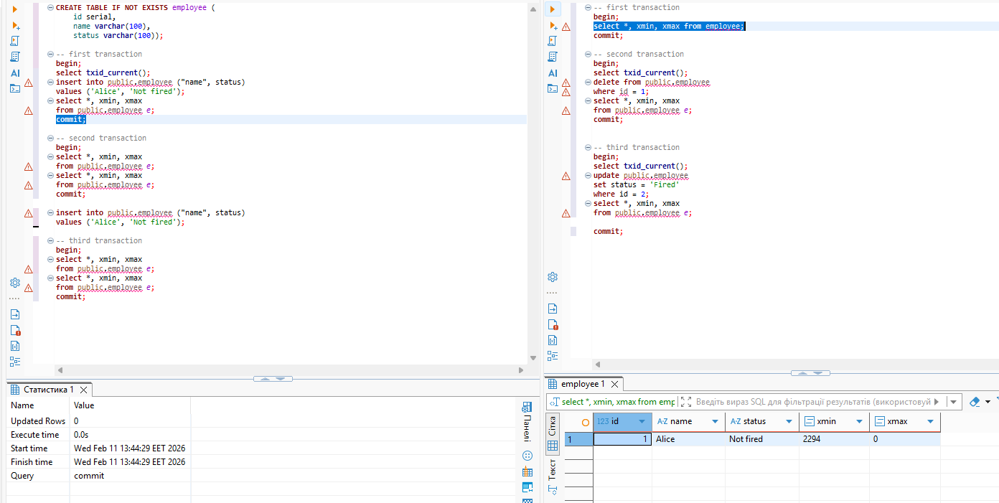 CREATE TABLE IF NOT EXISTS employee (
id serial,
name varchar(100),
status varchar(100));
-- first transaction
begin;
select txid_current();
insert into public.employee ("name", status)
values ('Alice', 'Not fired');
select *, xmin, xmax
from public.employee e;
commit;
-- second transaction
begin;
select *, xmin, xmax
from public.employee e;
select *, xmin, xmax
from public.employee e;
commit;
insert into public.employee ("name", status)
values ('Alice', 'Not fired');
-- third transaction
begin;
select *, xmin, xmax
from public.employee e;
select *, xmin, xmax
from public.employee e;
commit;
AI
Статистика 1
Name Value
Updated Rows 0
Execute time 0.0s
Start time Wed Feb 11 13:44:29 EET 2026
Finish time Wed Feb 11 13:44:29 EET 2026
Query commit
Панелі
-- first transaction
begin;
select *, xmin, xmax from employee;
commit;
-- second transaction
begin;
select txid_current();
delete from public.employee
where id = 1;
select *, xmin, xmax
from public.employee e;
commit;
-- third transaction
begin;
select txid_current();
update public.employee
set status = 'Fired'
where id = 2;
select *, xmin, xmax
from public.employee e;
commit;
AI
employee 1
select *, xmin, xmax from emp
Введіть вираз SQL для фільтрації результатів (використовуй
Сітка
Текст
123 id A-Z name A-Z status xmin xmax
1 1 Alice Not fired 2294 0